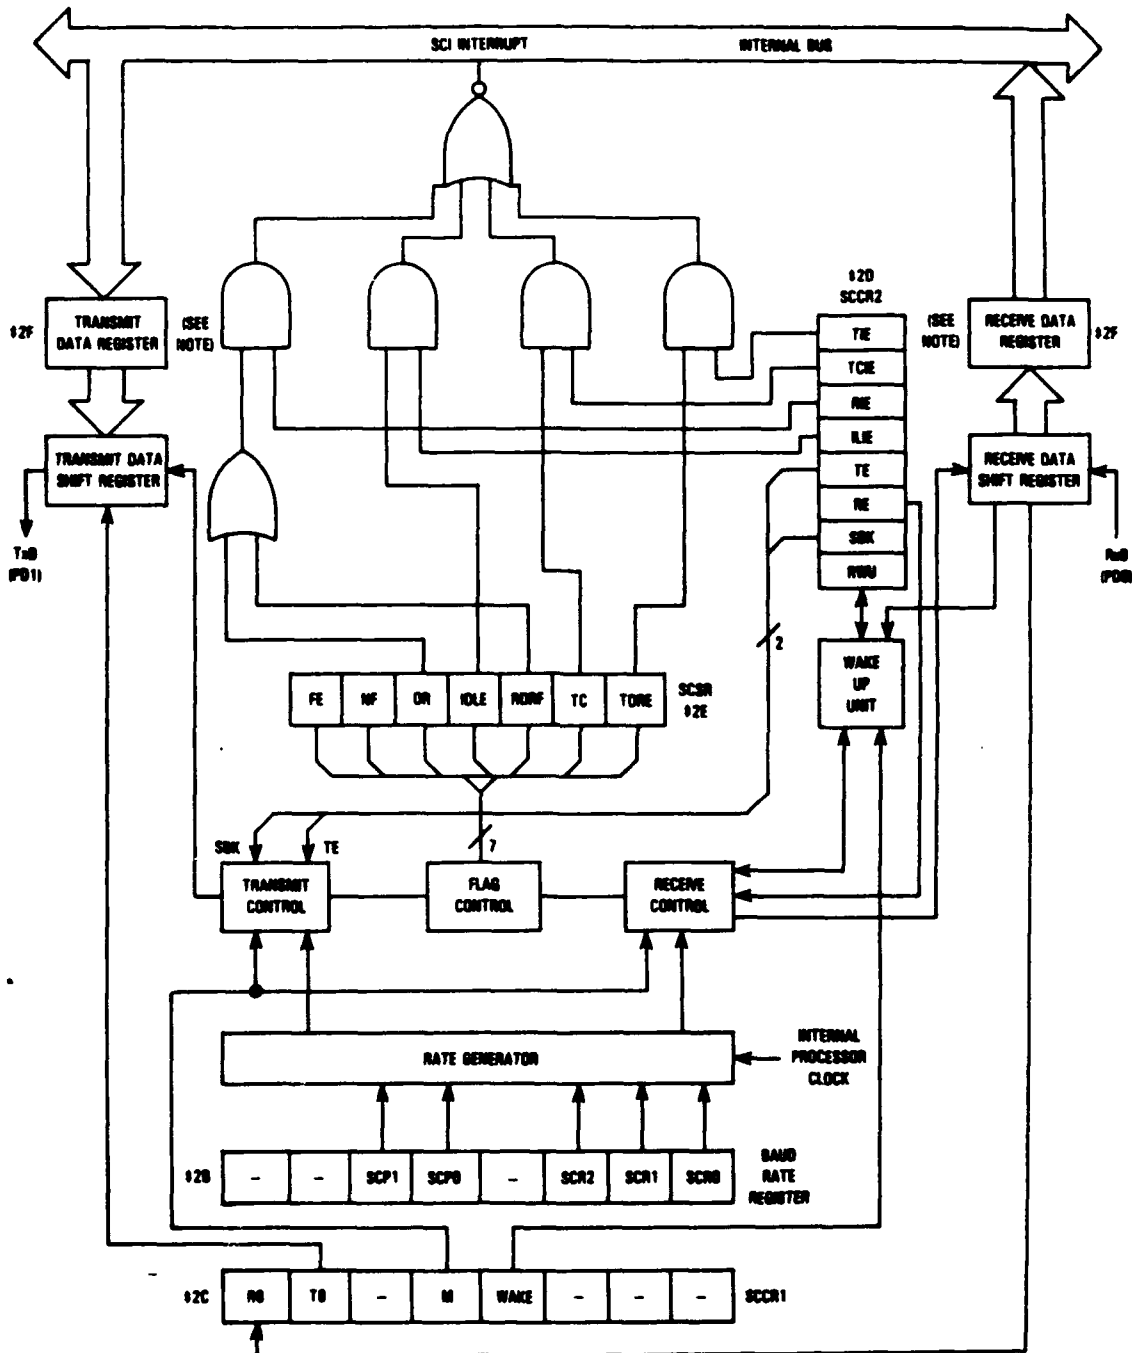 SCI INTERRUPT
INTERNAL BUS
$2F
TRANSMIT
DATA REGISTER
(SEE
NOTE)
$2D
SCCR2
TIE
TCIE
RIE
ILIE
TE
RE
SBK
RWU
(SEE
NOTE)
RECEIVE DATA
REGISTER
$2F
TRANSMIT DATA
SHIFT REGISTER
RECEIVE DATA
SHIFT REGISTER
TxD
(PD1)
RxD
(PD0)
2
WAKE
UP
UNIT
FE
NF
OR
IDLE
RDRF
TC
TDRE
SCSR
$2E
7
SBK
TE
TRANSMIT
CONTROL
FLAG
CONTROL
RECEIVE
CONTROL
RATE GENERATOR
INTERNAL
PROCESSOR
CLOCK
$2B
-
-
SCP1
SCP0
-
SCR2
SCR1
SCR0
BAUD
RATE
REGISTER
$2C
R8
T8
-
M
WAKE
-
-
-
SCCR1